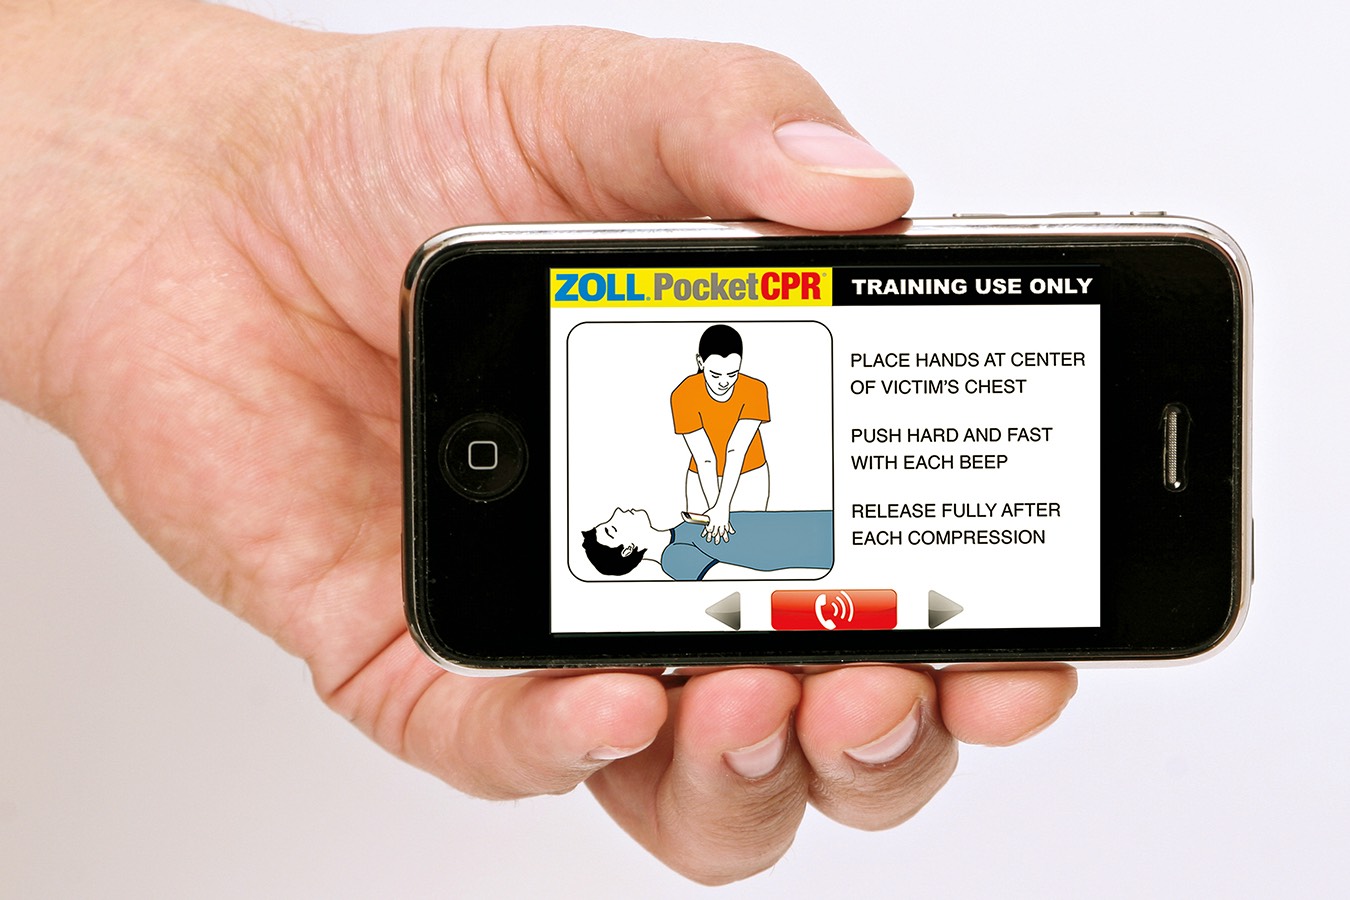 ZOLL® PocketCPR®
TRAINING USE ONLY
PLACE HANDS AT CENTER
OF VICTIM'S CHEST
PUSH HARD AND FAST
WITH EACH BEEP
RELEASE FULLY AFTER
EACH COMPRESSION